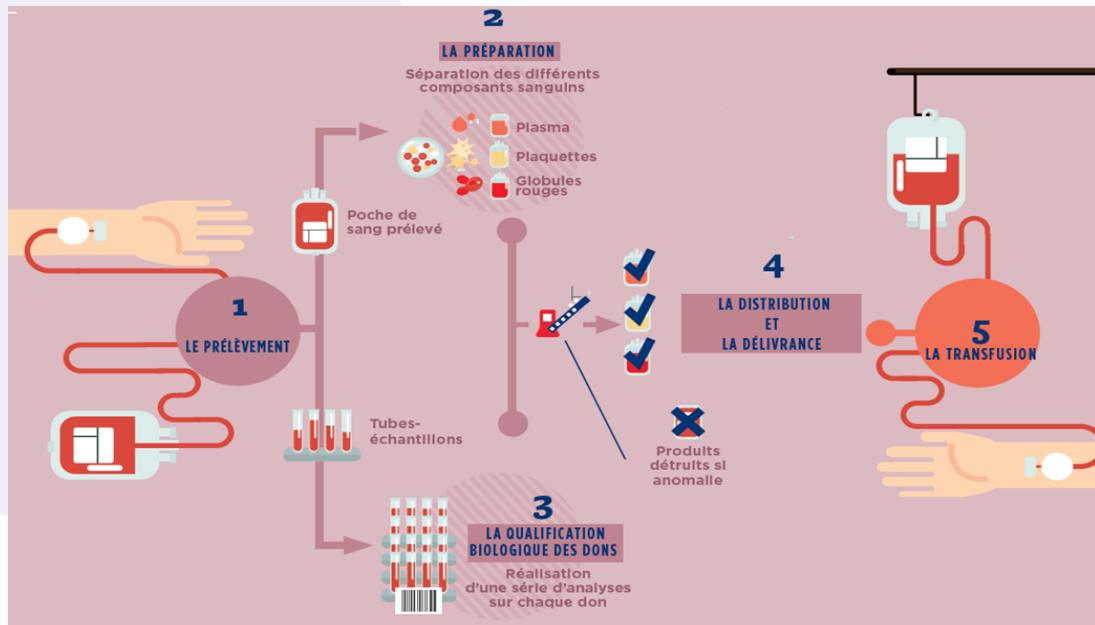 1
LE PRÉLÈVEMENT
Poche de
sang prélevé
Tubes-
échantillons
2
LA PRÉPARATION
Séparation des différents
composants sanguins
Plasma
Plaquettes
Globules
rouges
3
LA QUALIFICATION
BIOLOGIQUE DES DONS
Réalisation
d'une série d'analyses
sur chaque don
Produits
détruits si
anomalie
4
LA DISTRIBUTION
ET
LA DÉLIVRANCE
5
LA TRANSFUSION